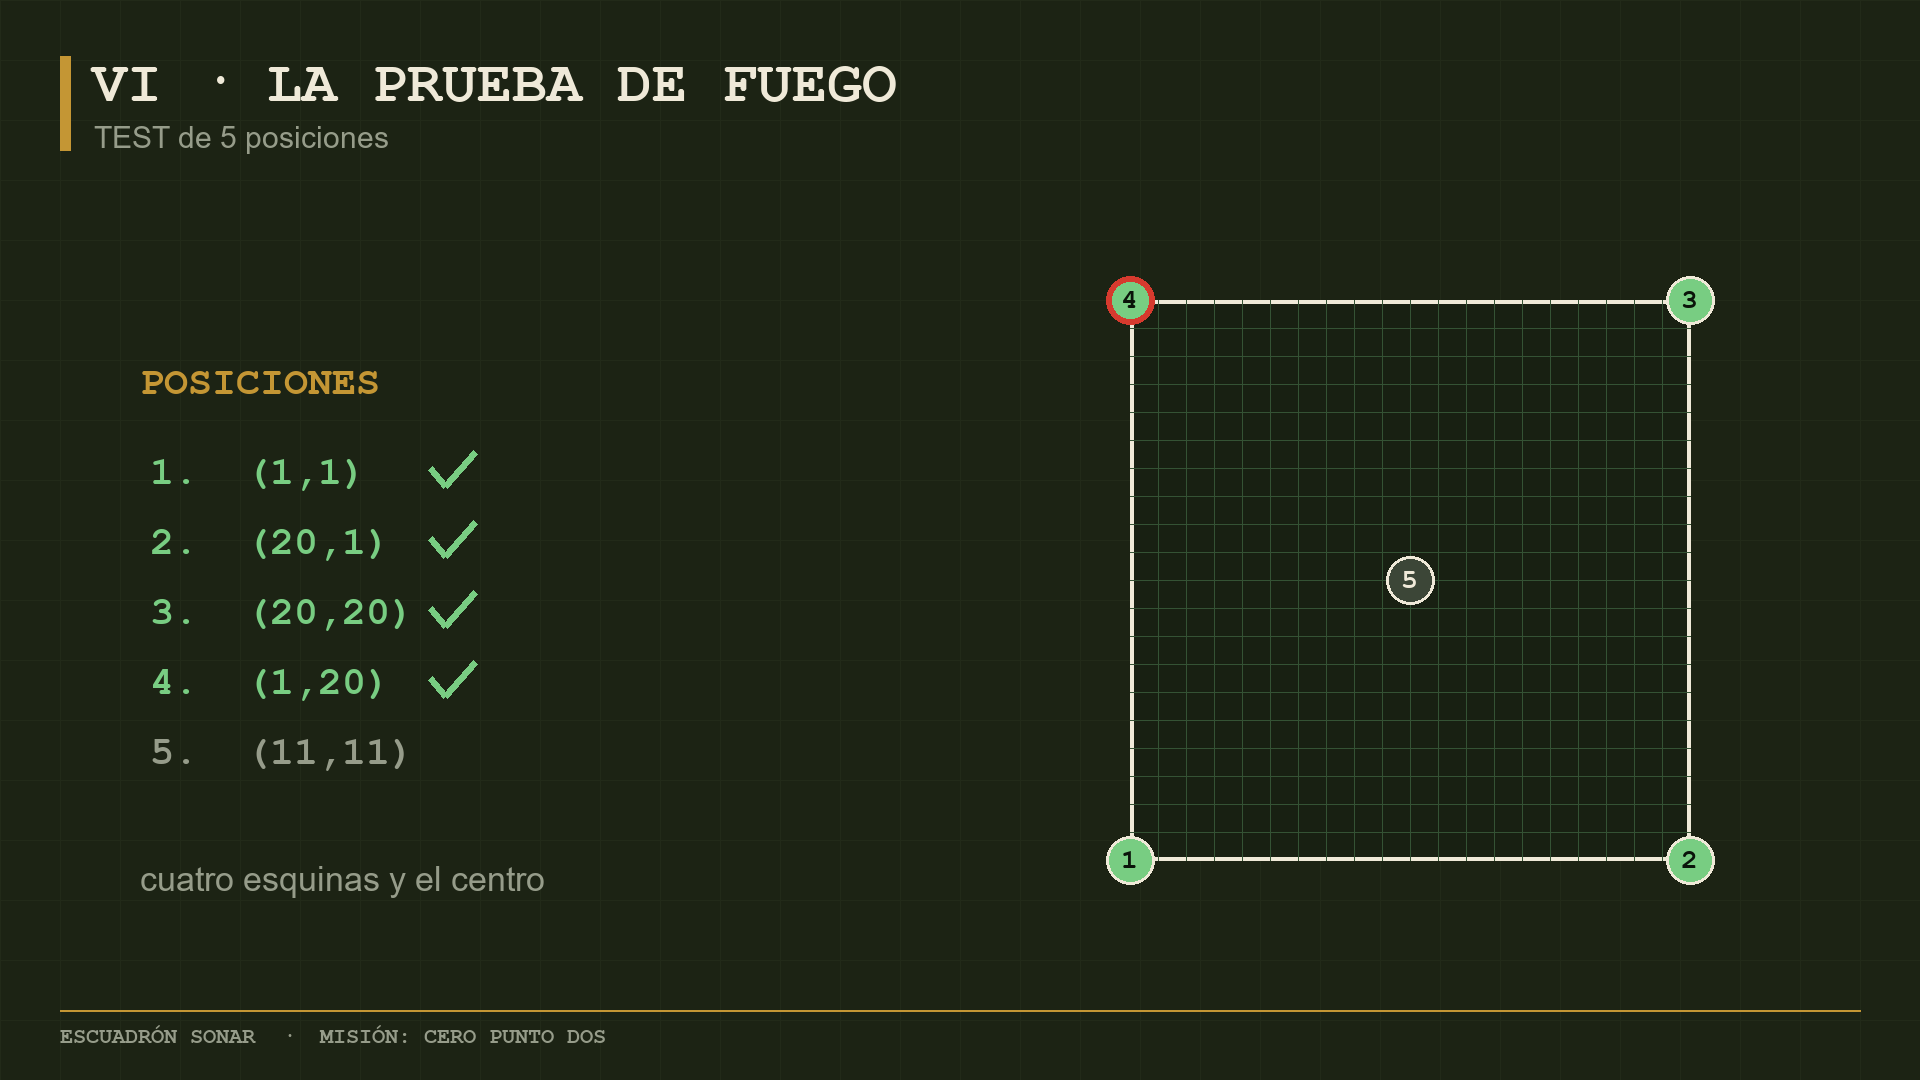 VI · LA PRUEBA DE FUEGO
TEST de 5 posiciones
POSICIONES
1. (1,1)
2. (20,1)
3. (20,20)
4. (1,20)
5. (11,11)
cuatro esquinas y el centro
4
3
5
1
2
ESCUADRÓN SONAR · MISIÓN: CERO PUNTO DOS